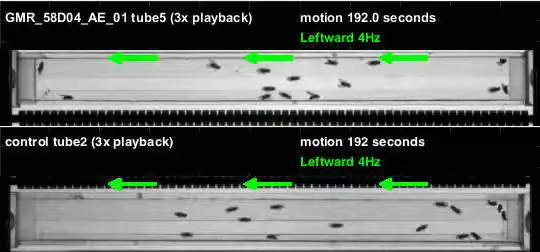 GMR_58D04_AE_01 tube5 (3x playback) motion 192.0 seconds
Leftward 4Hz
control tube2 (3x playback) motion 192 seconds
Leftward 4Hz